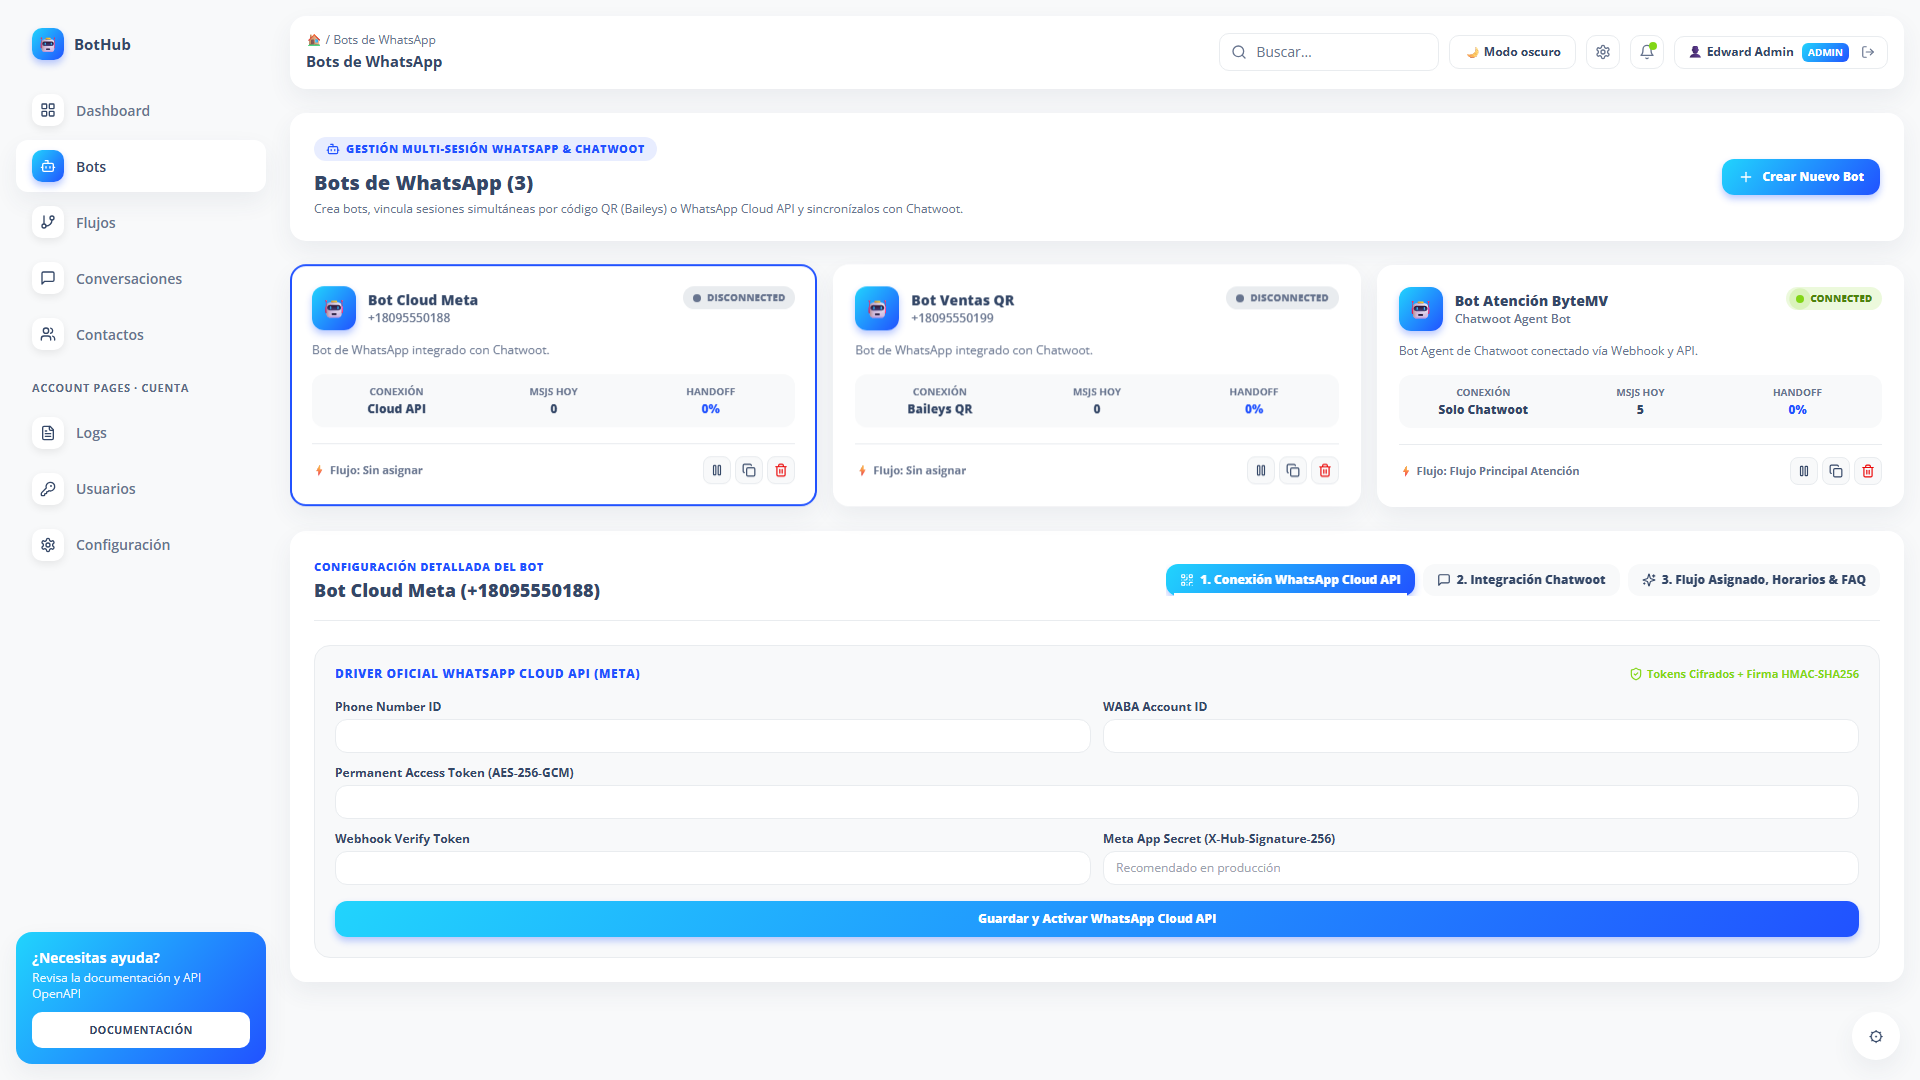 BotHub
Dashboard
Bots
Flujos
Conversaciones
Contactos
ACCOUNT PAGES · CUENTA
Logs
Usuarios
Configuración
¿Necesitas ayuda?
Revisa la documentación y API
OpenAPI
DOCUMENTACIÓN
/ Bots de WhatsApp
Bots de WhatsApp
Buscar...
Modo oscuro
Edward Admin ADMIN
GESTIÓN MULTI-SESIÓN WHATSAPP & CHATWOOT
Bots de WhatsApp (3)
Crea bots, vincula sesiones simultáneas por código QR (Baileys) o WhatsApp Cloud API y sincronízalos con Chatwoot.
Crear Nuevo Bot
Bot Cloud Meta
+18095550188
DISCONNECTED
Bot de WhatsApp integrado con Chatwoot.
CONEXIÓN MSJS HOY HANDOFF
Cloud API 0 0%
Flujo: Sin asignar
Bot Ventas QR
+18095550199
DISCONNECTED
Bot de WhatsApp integrado con Chatwoot.
CONEXIÓN MSJS HOY HANDOFF
Baileys QR 0 0%
Flujo: Sin asignar
Bot Atención ByteMV
Chatwoot Agent Bot
CONNECTED
Bot Agent de Chatwoot conectado vía Webhook y API.
CONEXIÓN MSJS HOY HANDOFF
Solo Chatwoot 5 0%
Flujo: Flujo Principal Atención
CONFIGURACIÓN DETALLADA DEL BOT
Bot Cloud Meta (+18095550188)
1. Conexión WhatsApp Cloud API
2. Integración Chatwoot
3. Flujo Asignado, Horarios & FAQ
DRIVER OFICIAL WHATSAPP CLOUD API (META)
Tokens Cifrados + Firma HMAC-SHA256
Phone Number ID
WABA Account ID
Permanent Access Token (AES-256-GCM)
Webhook Verify Token
Meta App Secret (X-Hub-Signature-256)
Recomendado en producción
Guardar y Activar WhatsApp Cloud API